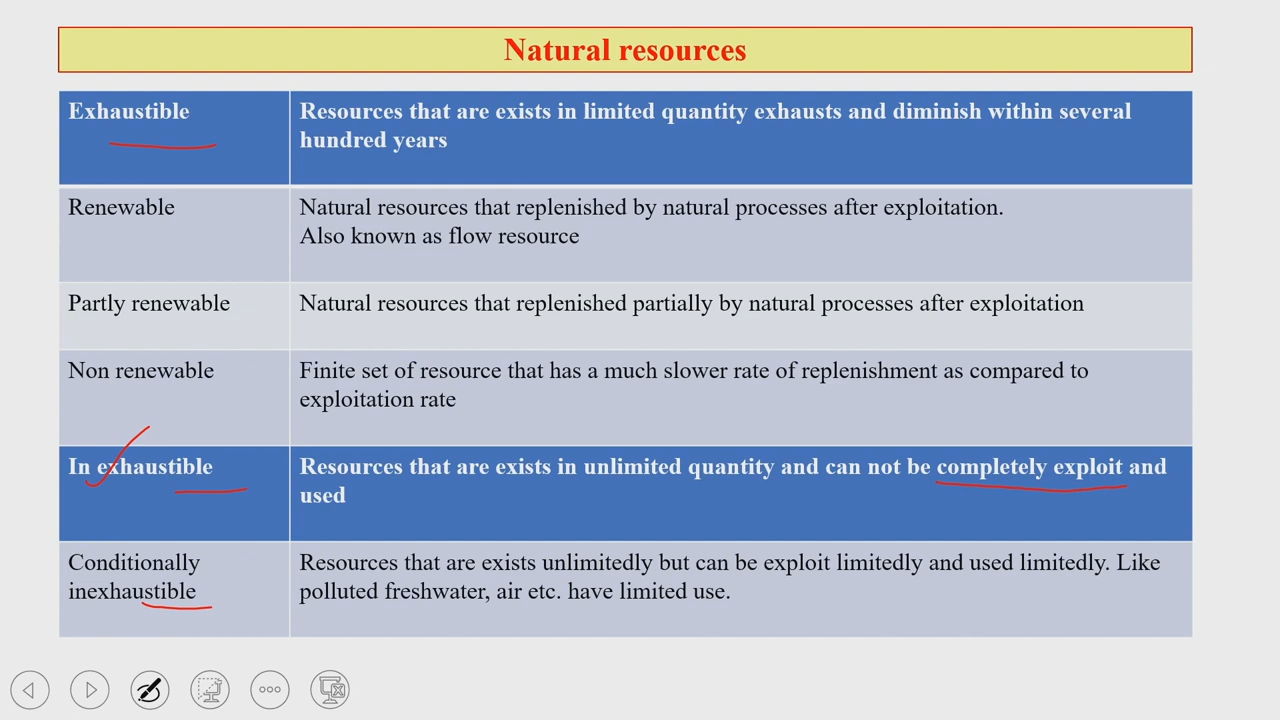 Natural resources
Exhaustible
Resources that are exists in limited quantity exhausts and diminish within several
hundred years
Renewable
Natural resources that replenished by natural processes after exploitation.
Also known as flow resource
Partly renewable
Natural resources that replenished partially by natural processes after exploitation
Non renewable
Finite set of resource that has a much slower rate of replenishment as compared to
exploitation rate
In exhaustible
Resources that are exists in unlimited quantity and can not be completely exploit and
used
Conditionally
inexhaustible
Resources that are exists unlimitedly but can be exploit limitedly and used limitedly. Like
polluted freshwater, air etc. have limited use.